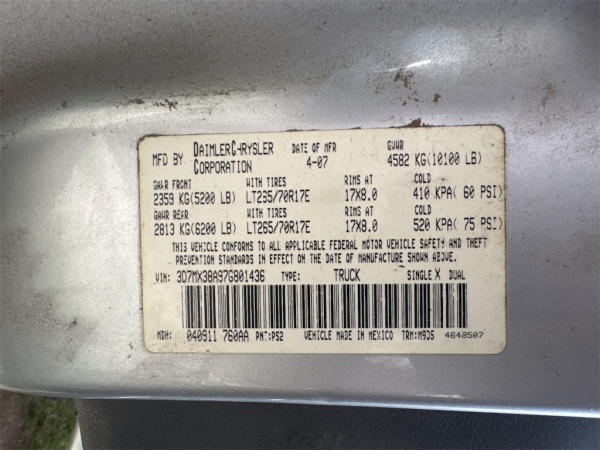 MFD BY DAIMLERCHRYSLER CORPORATION DATE OF MFR 4-07 GVWR 4582 KG(10100 LB)
GAWR FRONT WITH TIRES RIMS AT COLD
2359 KG(5200 LB) LT235/70R17E 17X8.0 410 KPA( 60 PSI)
GAWR REAR WITH TIRES RIMS AT COLD
2813 KG(6200 LB) LT265/70R17E 17X8.0 520 KPA( 75 PSI)
THIS VEHICLE CONFORMS TO ALL APPLICABLE FEDERAL MOTOR VEHICLE SAFETY AND THEFT
PREVENTION STANDARDS IN EFFECT ON THE DATE OF MANUFACTURE SHOWN ABOVE.
VIN: 3D7MX38A97G801436 TYPE: TRUCK SINGLE X DUAL
MDH: 040911 760AA PNT:PS2 VEHICLE MADE IN MEXICO TRM:M9DS 4648507